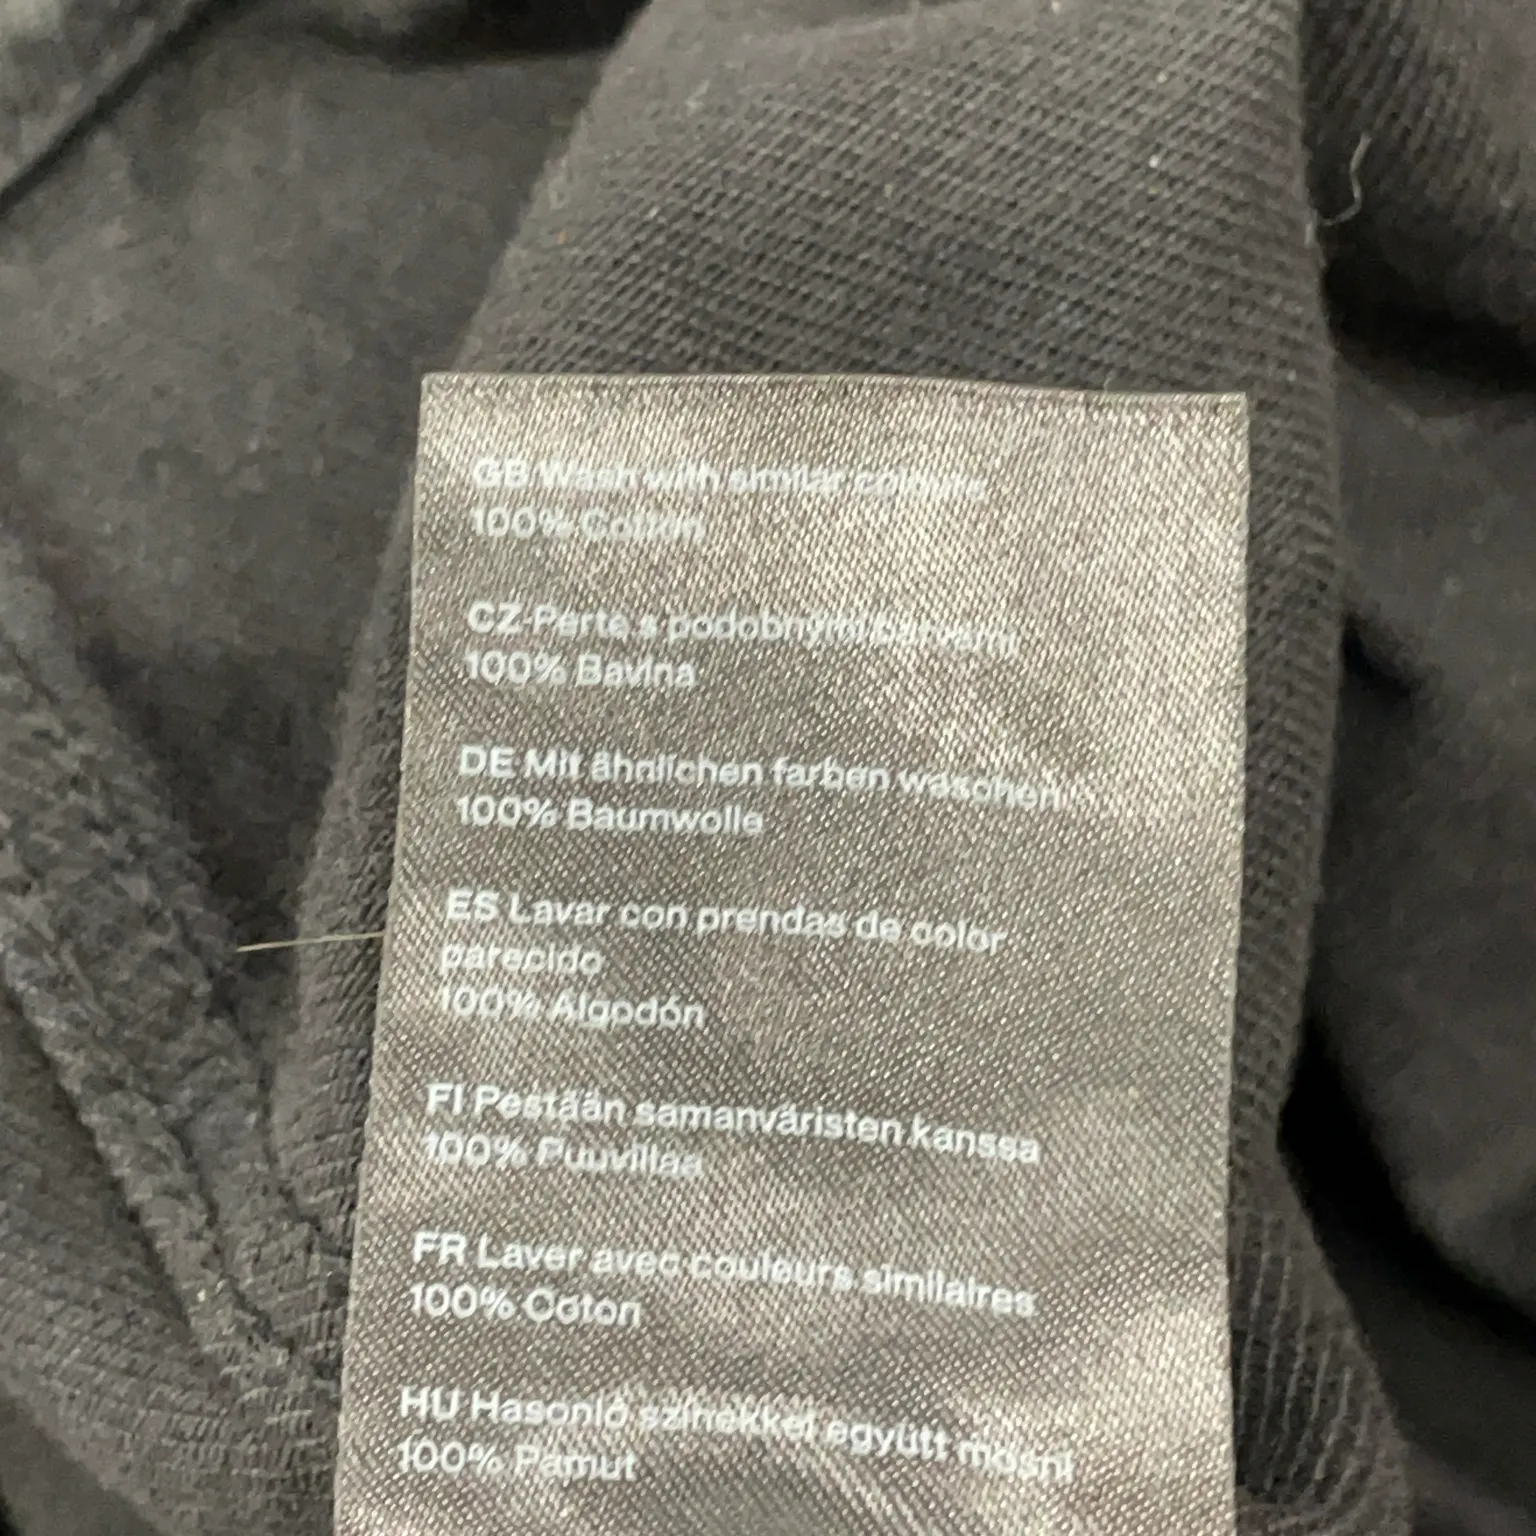 GB Wash with similar colours
100% Cotton
CZ Perte s podobnými barvami
100% Bavlna
DE Mit ähnlichen farben waschen
100% Baumwolle
ES Lavar con prendas de color
parecido
100% Algodón
FI Pestään samanväristen kanssa
100% Puuvillaa
FR Laver avec couleurs similaires
100% Coton
HU Hasonló színekkel együtt mosni
100% Pamut